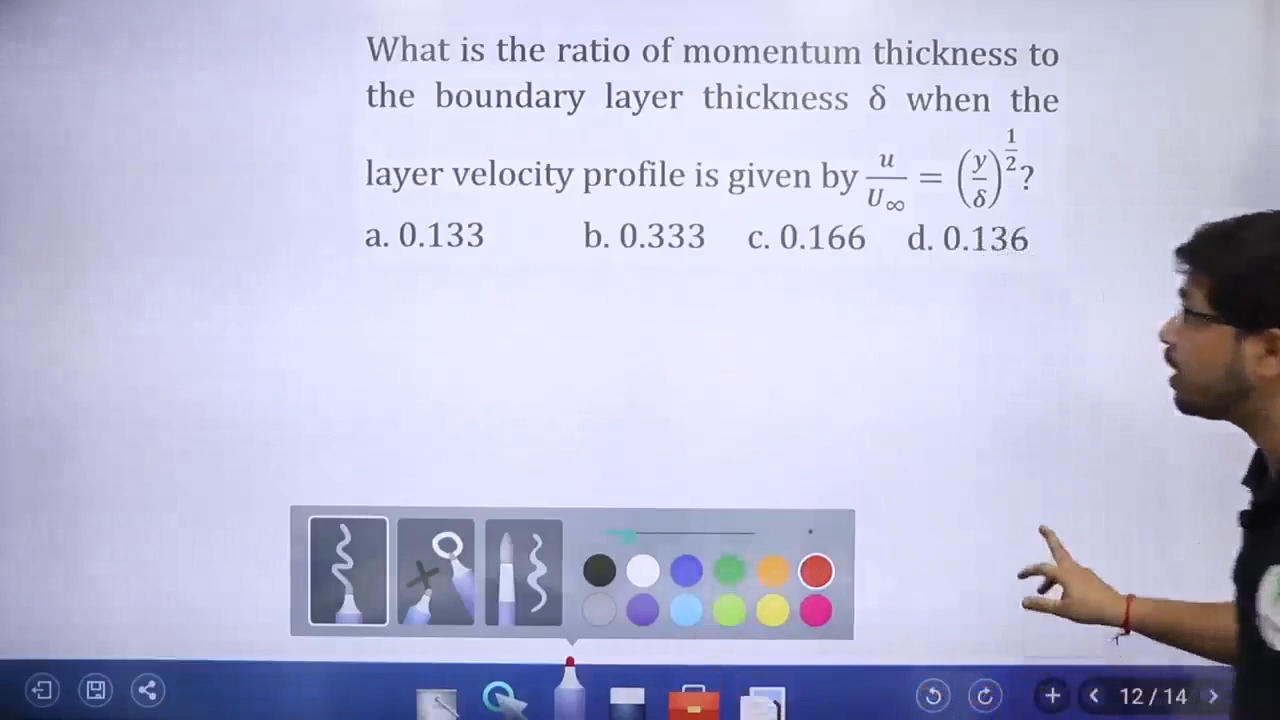 What is the ratio of momentum thickness to
the boundary layer thickness δ when the
layer velocity profile is given by u/U∞ = (y/δ)^(1/2)?
a. 0.133 b. 0.333 c. 0.166 d. 0.136
12 / 14